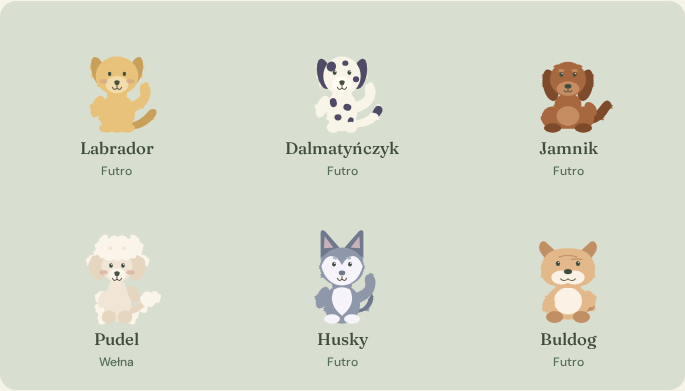 Labrador
Futro
Dalmatyńczyk
Futro
Jamnik
Futro
Pudel
Wełna
Husky
Futro
Buldog
Futro